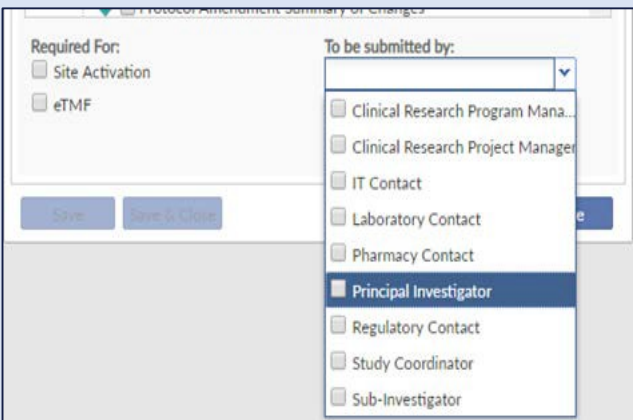 Protocol Amendment Summary of Changes
Required For:
To be submitted by:
Site Activation
eTMF
Clinical Research Program Mana...
Clinical Research Project Manager
IT Contact
Laboratory Contact
Pharmacy Contact
Principal Investigator
Regulatory Contact
Study Coordinator
Sub-Investigator
Save
Save & Close
e